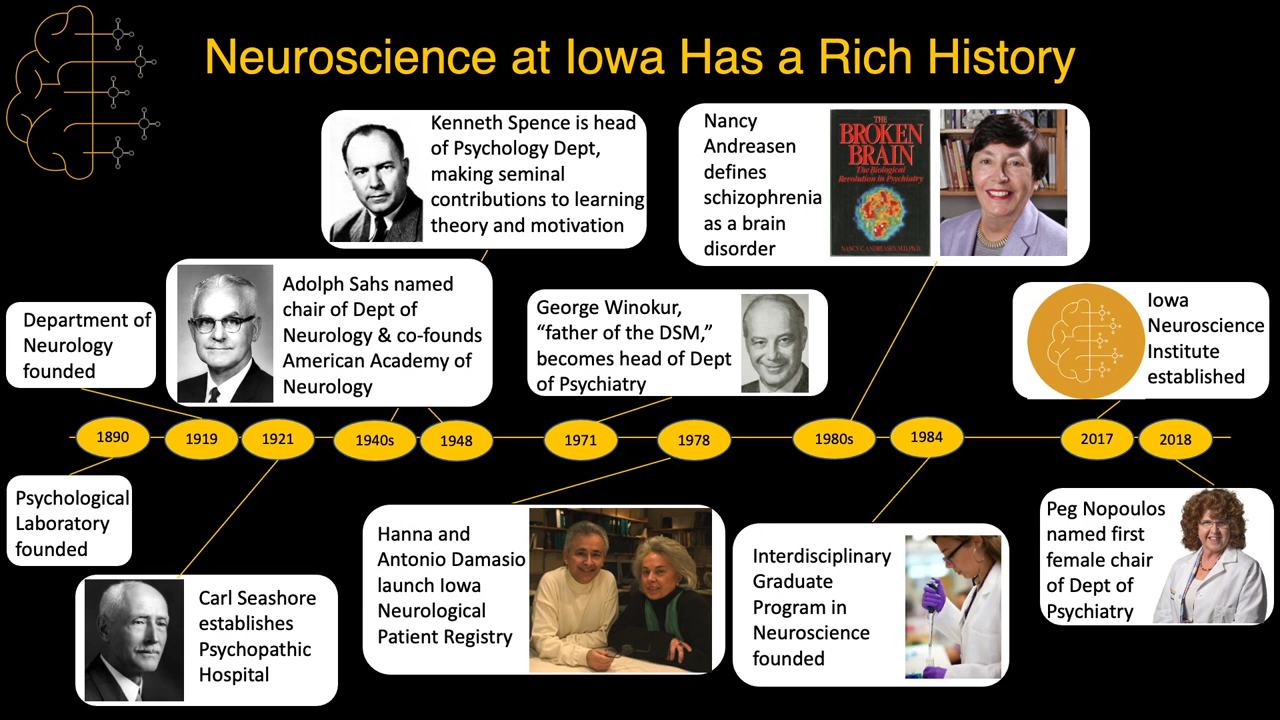 Neuroscience at Iowa Has a Rich History
Kenneth Spence is head
of Psychology Dept,
making seminal
contributions to learning
theory and motivation
Nancy
Andreasen
defines
schizophrenia
as a brain
disorder
THE
BROKEN
BRAIN
The Biological
Revolution in Psychiatry
NANCY C. ANDREASEN, M.D., PH.D.
Department of
Neurology
founded
Adolph Sahs named
chair of Dept of
Neurology & co-founds
American Academy of
Neurology
George Winokur,
“father of the DSM,”
becomes head of Dept
of Psychiatry
Iowa
Neuroscience
Institute
established
1890
1919
1921
1940s
1948
1971
1978
1980s
1984
2017
2018
Psychological
Laboratory
founded
Carl Seashore
establishes
Psychopathic
Hospital
Hanna and
Antonio Damasio
launch Iowa
Neurological
Patient Registry
Interdisciplinary
Graduate
Program in
Neuroscience
founded
Peg Nopoulos
named first
female chair
of Dept of
Psychiatry